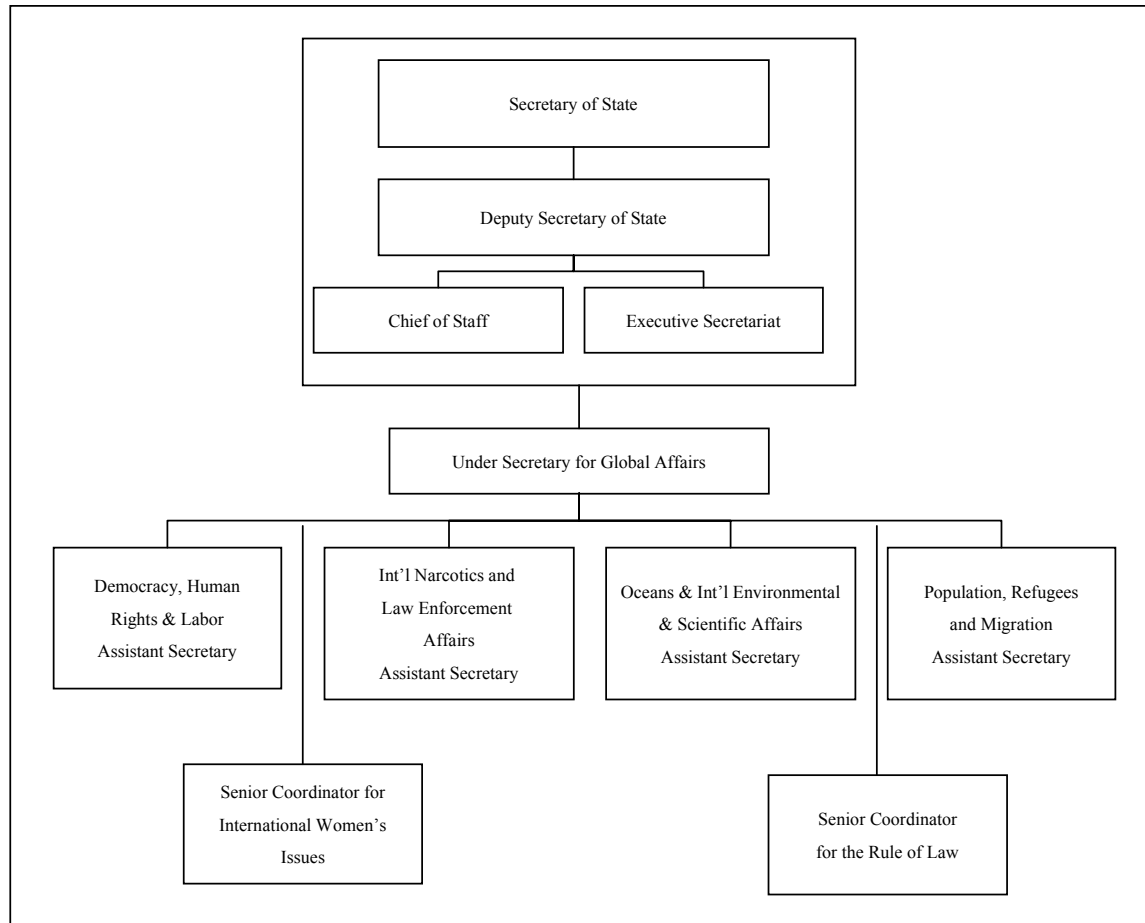 Secretary of State
Deputy Secretary of State
Chief of Staff
Executive Secretariat
Under Secretary for Global Affairs
Democracy, Human
Rights & Labor
Assistant Secretary
Int’l Narcotics and
Law Enforcement
Affairs
Assistant Secretary
Oceans & Int’l Environmental
& Scientific Affairs
Assistant Secretary
Population, Refugees
and Migration
Assistant Secretary
Senior Coordinator for
International Women’s
Issues
Senior Coordinator
for the Rule of Law